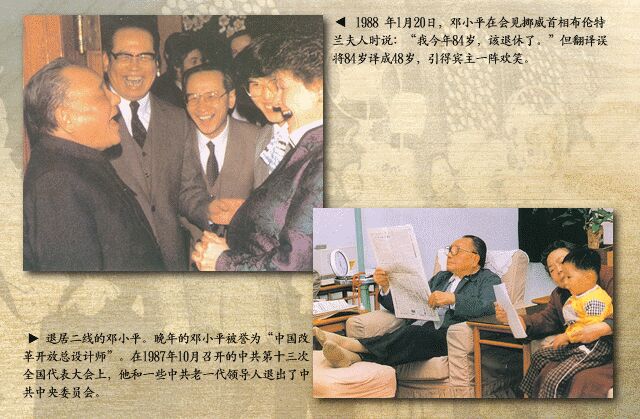 ◀ 1988 年1月20日，邓小平在会见挪威首相布伦特
兰夫人时说：“我今年84岁，该退休了。”但翻译误
将84岁译成48岁，引得宾主一阵欢笑。
▶ 退居二线的邓小平。晚年的邓小平被誉为“中国改
革开放总设计师”。在1987年10月召开的中共第十三次
全国代表大会上，他和一些中共老一代领导人退出了中
共中央委员会。